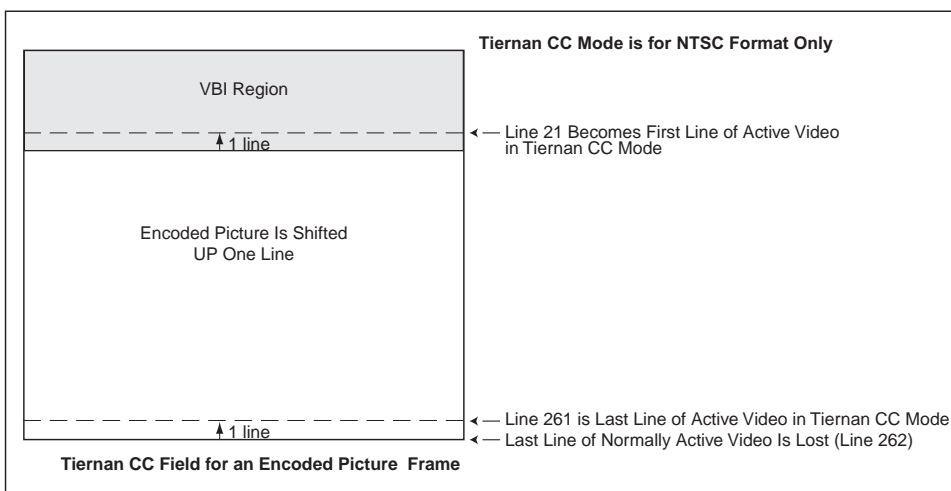 Tiernan CC Mode is for NTSC Format Only
VBI Region
Line 21 Becomes First Line of Active Video
in Tiernan CC Mode
1 line
Encoded Picture Is Shifted
UP One Line
Line 261 is Last Line of Active Video in Tiernan CC Mode
1 line
Last Line of Normally Active Video Is Lost (Line 262)
Tiernan CC Field for an Encoded Picture Frame